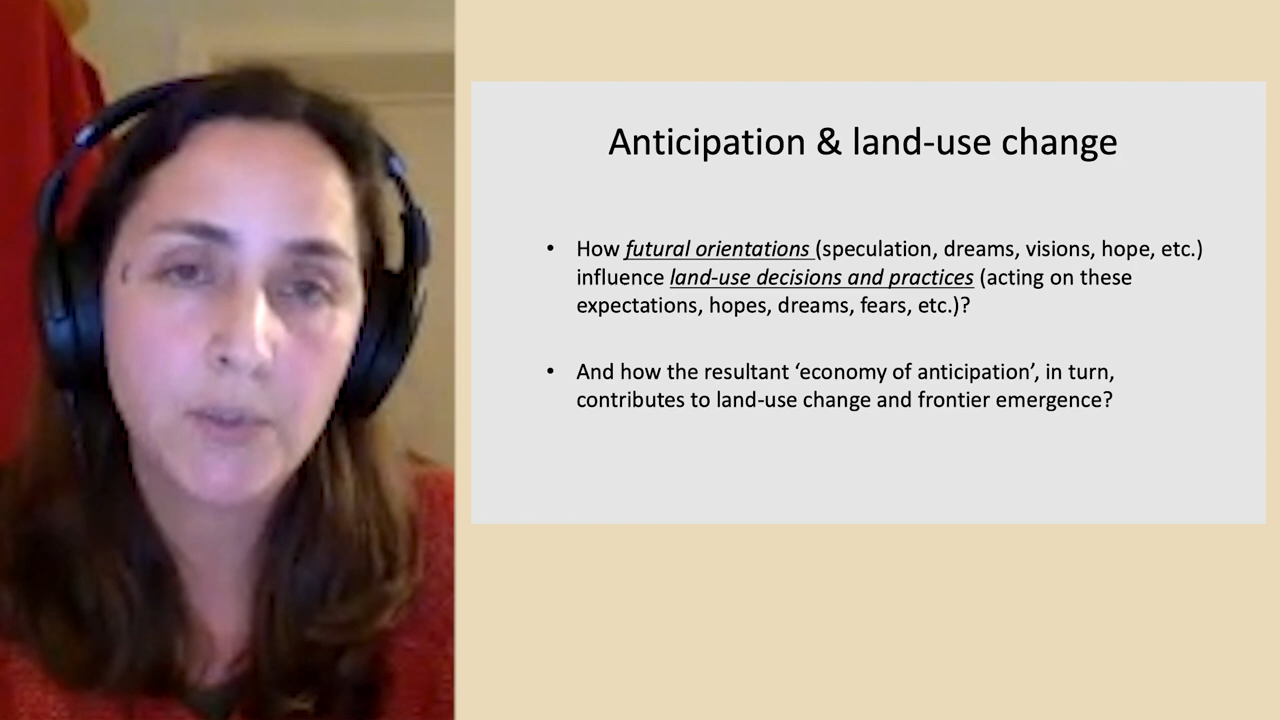 Anticipation & land-use change
• How futural orientations (speculation, dreams, visions, hope, etc.)
influence land-use decisions and practices (acting on these
expectations, hopes, dreams, fears, etc.)?
• And how the resultant ‘economy of anticipation’, in turn,
contributes to land-use change and frontier emergence?